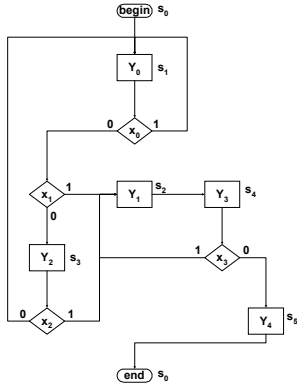 begin s₀
Y₀ s₁
0 x₀ 1
x₁ 1 Y₁ s₂ Y₃ s₄
0
Y₂ s₃ 1 x₃ 0
0 x₂ 1 Y₄ s₅
end s₀